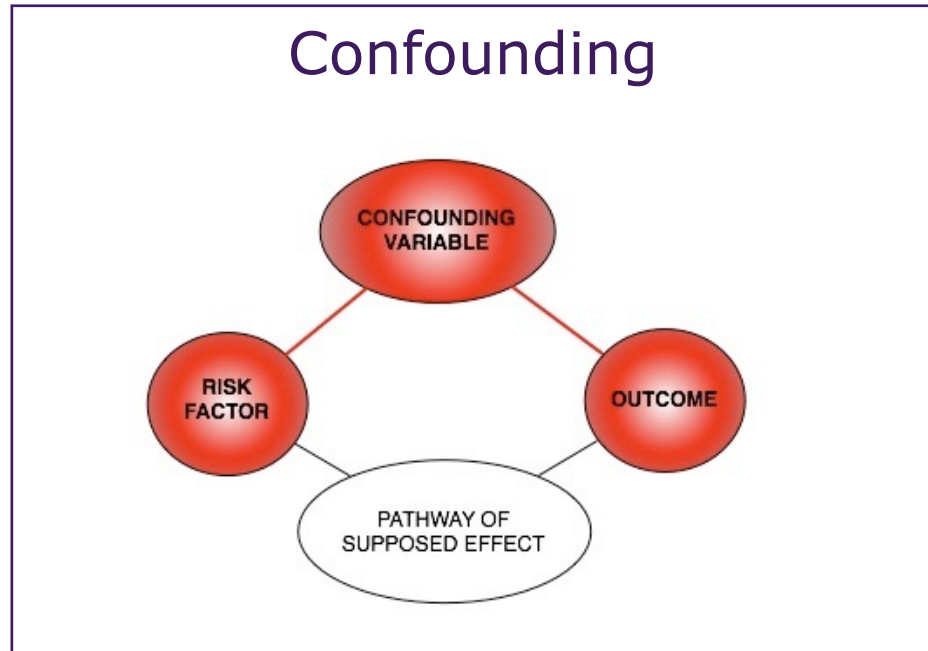 Confounding
CONFOUNDING
VARIABLE
RISK
FACTOR
OUTCOME
PATHWAY OF
SUPPOSED EFFECT